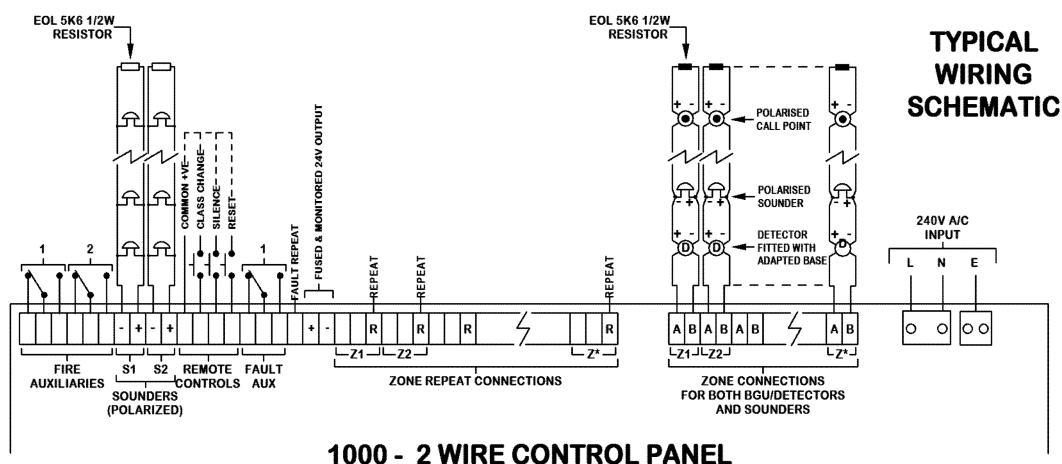 EOL 5K6 1/2W
RESISTOR
EOL 5K6 1/2W
RESISTOR
TYPICAL
WIRING
SCHEMATIC
+ -
+ -
+ -
POLARISED
CALL POINT
COMMON +VE
CLASS CHANGE
SILENCE
RESET
FAULT REPEAT
FUSED & MONITORED 24V OUTPUT
REPEAT
REPEAT
REPEAT
POLARISED
SOUNDER
- +
- +
- +
+ -
+ -
+ -
D
D
D
DETECTOR
FITTED WITH
ADAPTED BASE
240V A/C
INPUT
L N E
1 2 1
- + - + + - R R R R A B A B A B A B
S1 S2 Z1 Z2 Z* Z1 Z2 Z*
FIRE
AUXILIARIES
SOUNDERS
(POLARIZED)
REMOTE
CONTROLS
FAULT
AUX
ZONE REPEAT CONNECTIONS
ZONE CONNECTIONS
FOR BOTH BGU/DETECTORS
AND SOUNDERS
1000 - 2 WIRE CONTROL PANEL